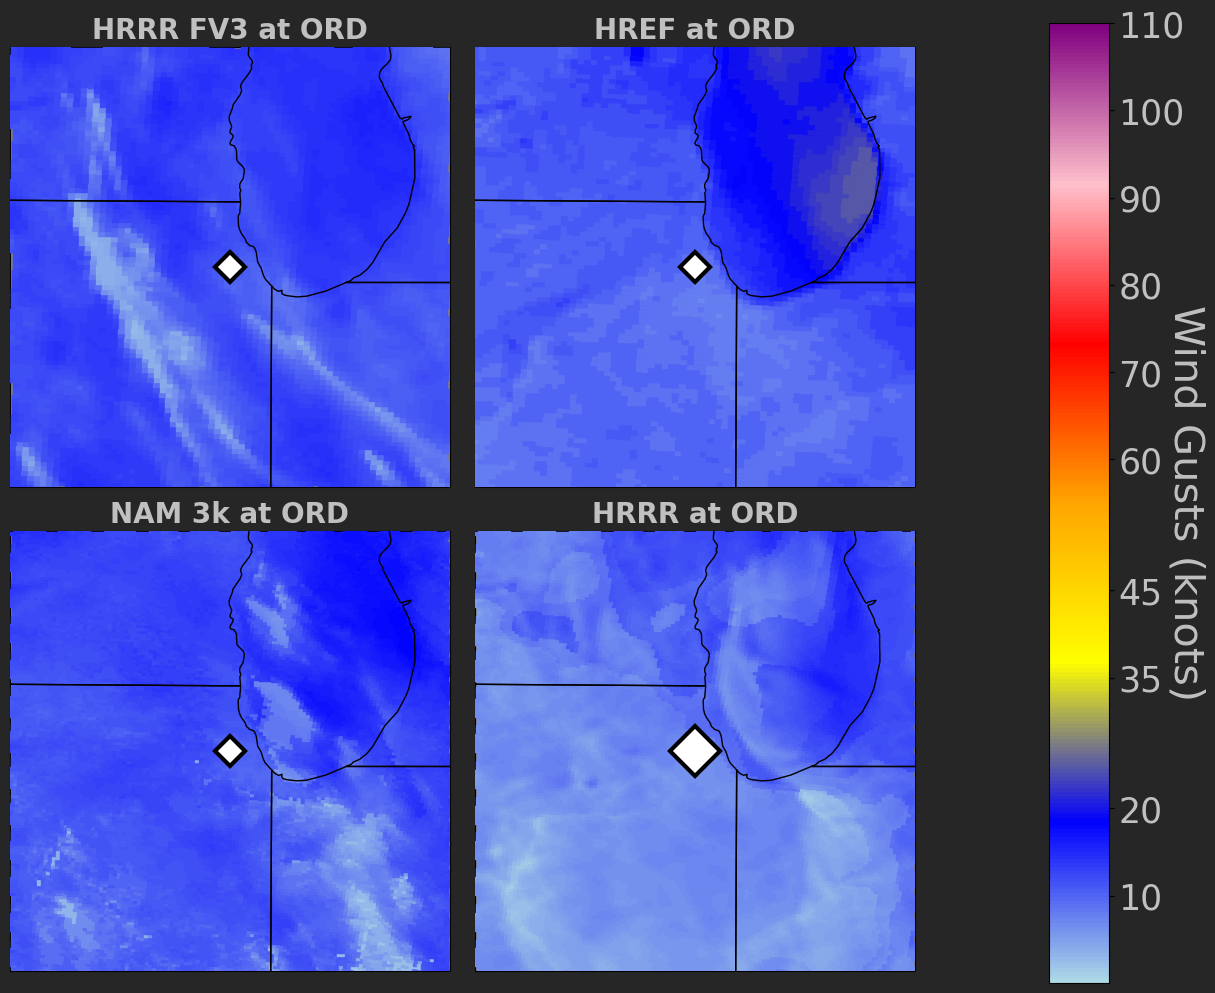 HRRR FV3 at ORD
HREF at ORD
NAM 3k at ORD
HRRR at ORD
110
100
90
80
70
60
45
35
20
10
Wind Gusts (knots)